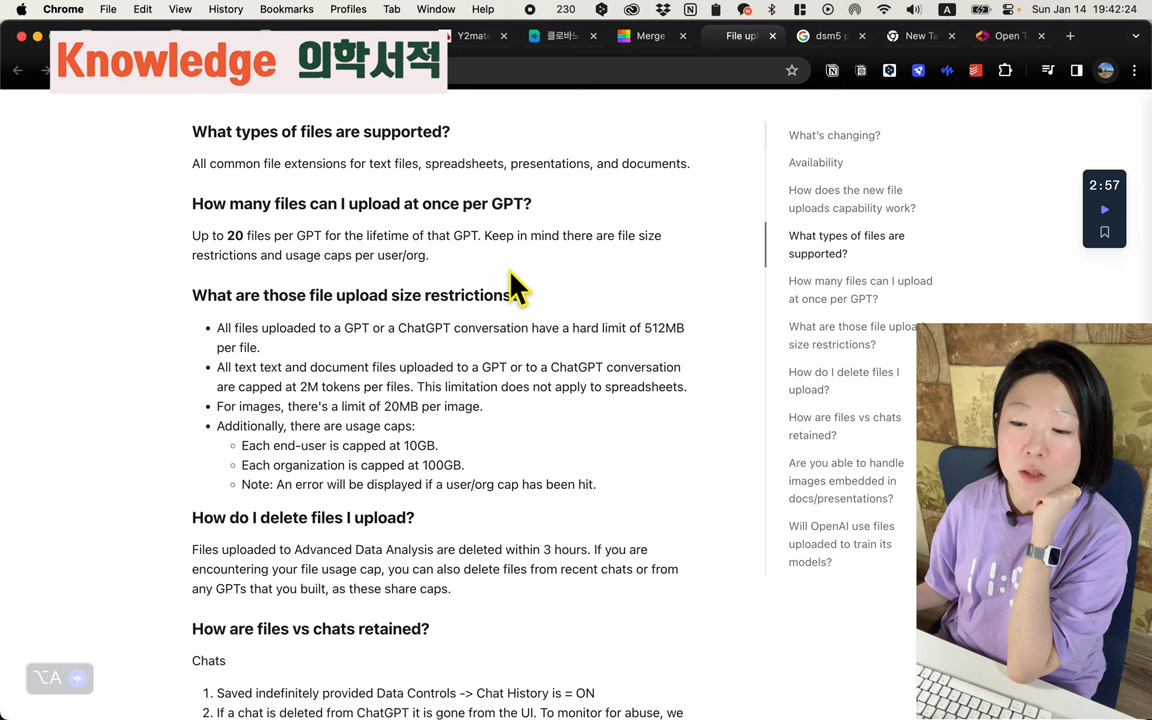 Chrome File Edit View History Bookmarks Profiles Tab Window Help 230 A Sun Jan 14 19:42:24
Y2mate
클로바노
Merge
File upl
dsm5 p
New Ta
Open T
Knowledge 의학서적
What types of files are supported?
All common file extensions for text files, spreadsheets, presentations, and documents.
How many files can I upload at once per GPT?
Up to 20 files per GPT for the lifetime of that GPT. Keep in mind there are file size
restrictions and usage caps per user/org.
What are those file upload size restrictions
All files uploaded to a GPT or a ChatGPT conversation have a hard limit of 512MB
per file.
All text text and document files uploaded to a GPT or to a ChatGPT conversation
are capped at 2M tokens per files. This limitation does not apply to spreadsheets.
For images, there's a limit of 20MB per image.
Additionally, there are usage caps:
Each end-user is capped at 10GB.
Each organization is capped at 100GB.
Note: An error will be displayed if a user/org cap has been hit.
How do I delete files I upload?
Files uploaded to Advanced Data Analysis are deleted within 3 hours. If you are
encountering your file usage cap, you can also delete files from recent chats or from
any GPTs that you built, as these share caps.
How are files vs chats retained?
Chats
1. Saved indefinitely provided Data Controls -> Chat History is = ON
2. If a chat is deleted from ChatGPT it is gone from the UI. To monitor for abuse, we
What's changing?
Availability
How does the new file
uploads capability work?
What types of files are
supported?
How many files can I upload
at once per GPT?
What are those file uploa
size restrictions?
How do I delete files I
upload?
How are files vs chats
retained?
Are you able to handle
images embedded in
docs/presentations?
Will OpenAI use files
uploaded to train its
models?
2:57
⌥A